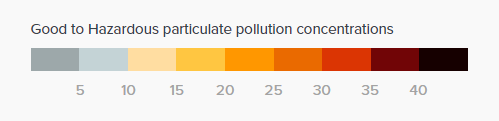 Good to Hazardous particulate pollution concentrations
5 10 15 20 25 30 35 40